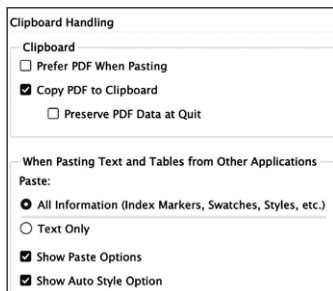 Clipboard Handling
Clipboard
Prefer PDF When Pasting
Copy PDF to Clipboard
Preserve PDF Data at Quit
When Pasting Text and Tables from Other Applications
Paste:
All Information (Index Markers, Swatches, Styles, etc.)
Text Only
Show Paste Options
Show Auto Style Option